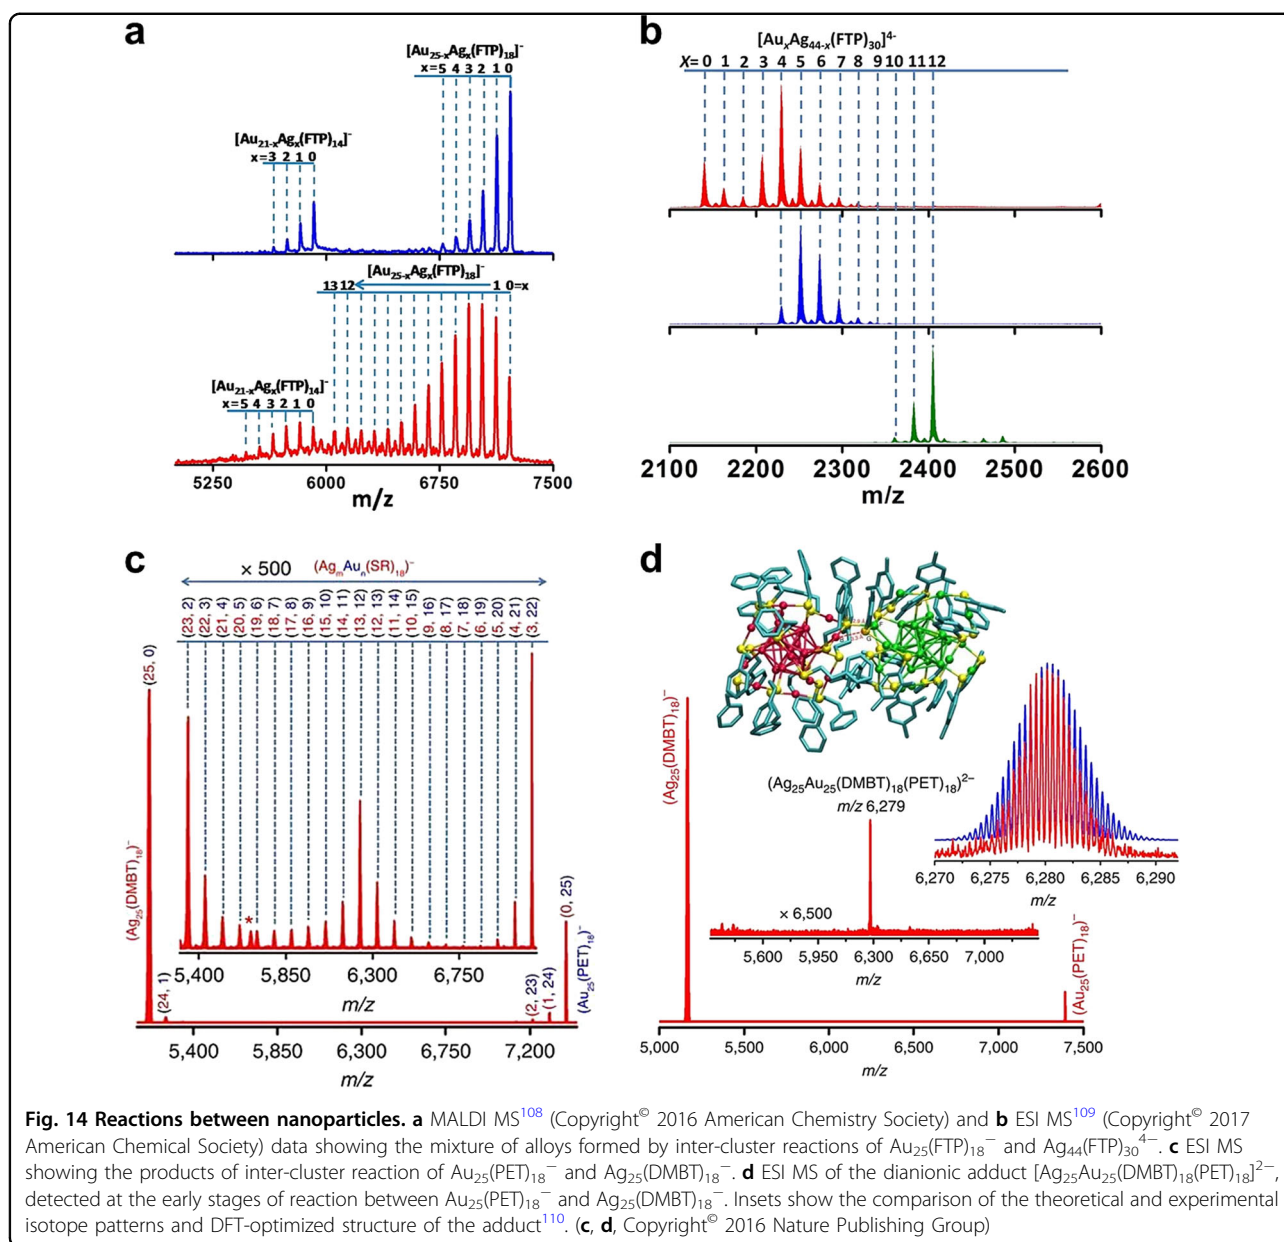 a
[Au25-xAgx(FTP)18]-
x=5 4 3 2 1 0
[Au21-xAgx(FTP)14]-
x=3 2 1 0
[Au25-xAgx(FTP)18]-
13 12 1 0=x
[Au21-xAgx(FTP)14]-
x=5 4 3 2 1 0
5250 6000 6750 7500
m/z
b
[AuxAg44-x(FTP)30]4-
X= 0 1 2 3 4 5 6 7 8 9 10 11 12
2100 2200 2300 2400 2500 2600
2100 2200 2300 2400 2500 2600
m/z
c
× 500 (AgmAun(SR)18)-
(23, 2) (22, 3) (21, 4) (20, 5) (19, 6) (18, 7) (17, 8) (16, 9) (15, 10) (14, 11) (13, 12) (12, 13) (11, 14) (10, 15) (9, 16) (8, 17) (7, 18) (6, 19) (5, 20) (4, 21) (3, 22)
(25, 0)
(Ag25(DMBT)18)-
(24, 1)
*
5,400 5,850 6,300 6,750
m/z
(2, 23)
(1, 24)
(0, 25)
(Au25(PET)18)-
5,400 5,850 6,300 6,750 7,200
m/z
d
(Ag25(DMBT)18)-
(Ag25Au25(DMBT)18(PET)18)2-
m/z 6,279
6,270 6,275 6,280 6,285 6,290
m/z
× 6,500
5,600 5,950 6,300 6,650 7,000
m/z
(Au25(PET)18)-
5,000 5,500 6,000 6,500 7,000 7,500
m/z
Fig. 14 Reactions between nanoparticles. a MALDI MS108 (Copyright© 2016 American Chemistry Society) and b ESI MS109 (Copyright© 2017
American Chemical Society) data showing the mixture of alloys formed by inter-cluster reactions of Au25(FTP)18− and Ag44(FTP)304−. c ESI MS
showing the products of inter-cluster reaction of Au25(PET)18− and Ag25(DMBT)18−. d ESI MS of the dianionic adduct [Ag25Au25(DMBT)18(PET)18]2−,
detected at the early stages of reaction between Au25(PET)18− and Ag25(DMBT)18−. Insets show the comparison of the theoretical and experimental
isotope patterns and DFT-optimized structure of the adduct110. (c, d, Copyright© 2016 Nature Publishing Group)